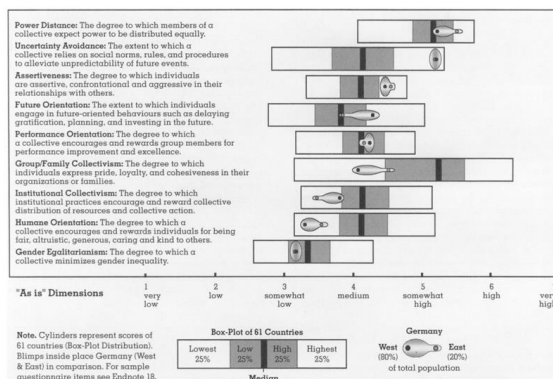 Power Distance: The degree to which members of a
collective expect power to be distributed equally.
Uncertainty Avoidance: The extent to which a
collective relies on social norms, rules, and procedures
to alleviate unpredictability of future events.
Assertiveness: The degree to which individuals
are assertive, confrontational and aggressive in their
relationships with others.
Future Orientation: The extent to which individuals
engage in future-oriented behaviours such as delaying
gratification, planning, and investing in the future.
Performance Orientation: The degree to which
a collective encourages and rewards group members for
performance improvement and excellence.
Group/Family Collectivism: The degree to which
individuals express pride, loyalty, and cohesiveness in their
organizations or families.
Institutional Collectivism: The degree to which
institutional practices encourage and reward collective
distribution of resources and collective action.
Humane Orientation: The degree to which a
collective encourages and rewards individuals for being
fair, altruistic, generous, caring and kind to others.
Gender Egalitarianism: The degree to which a
collective minimizes gender inequality.
"As is" Dimensions
1 2 3 4 5 6
very low somewhat medium somewhat high very
low low high high
Note. Cylinders represent scores of
61 countries (Box-Plot Distribution).
Blimps inside place Germany (West
& East) in comparison. For sample
questionnaire items see Endnote 18.
Box-Plot of 61 Countries
Lowest Low High Highest
25% 25% 25% 25%
Median
Germany
West East
(80%) (20%)
of total population